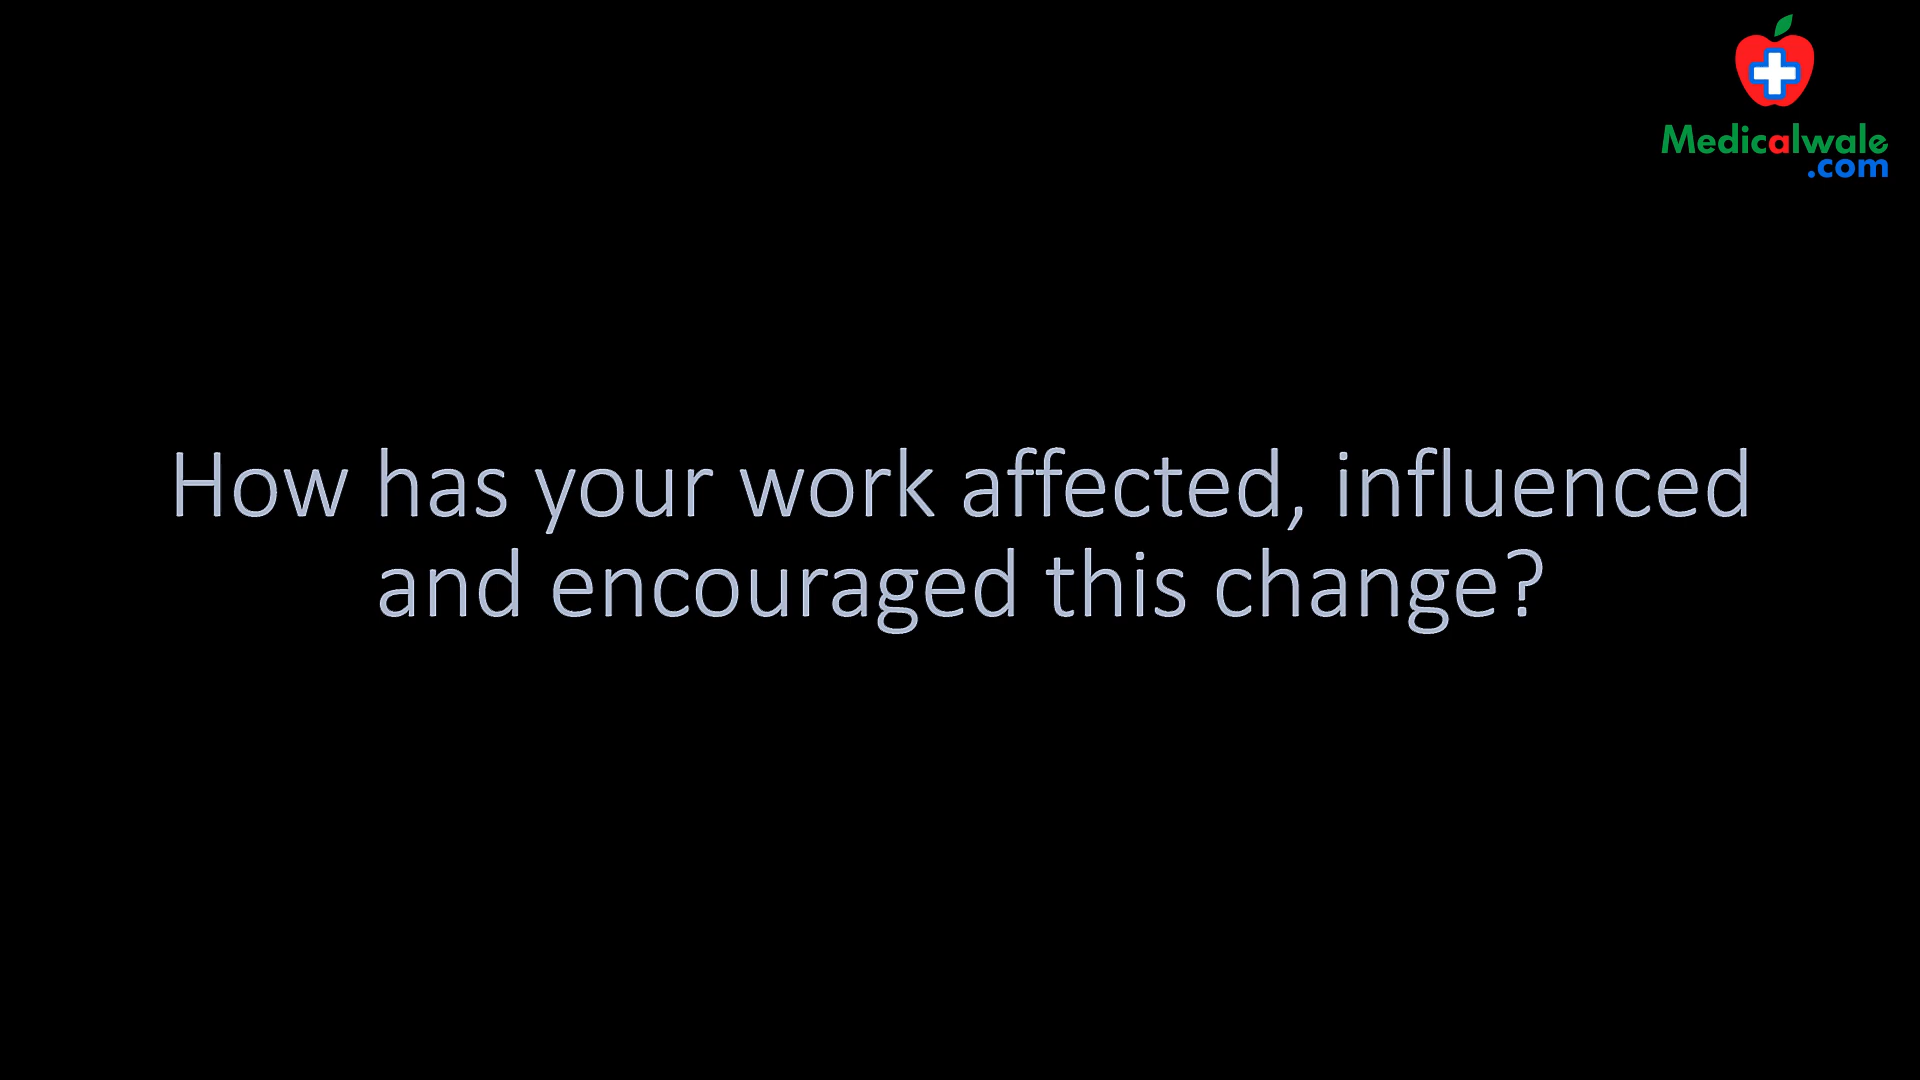 Medicalwale
.com
How has your work affected, influenced
and encouraged this change?